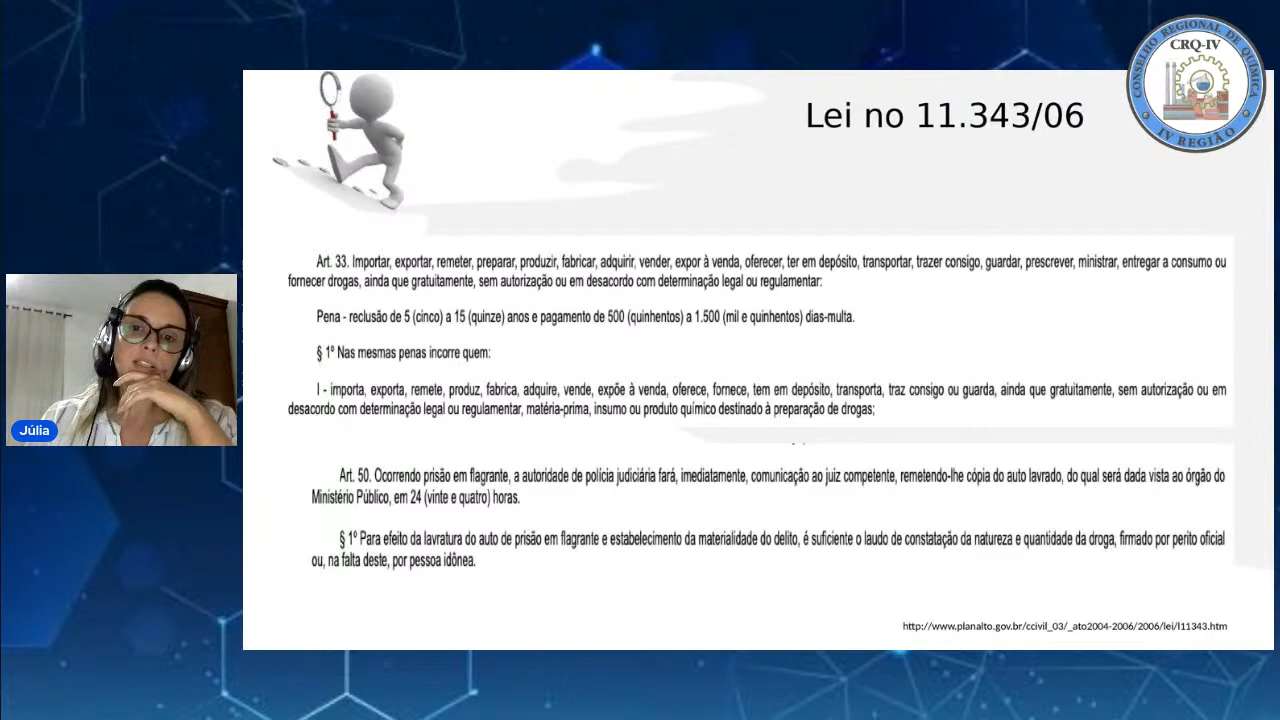 CONSELHO REGIONAL DE QUÍMICA
CRQ-IV
IV REGIÃO
Lei no 11.343/06
Art. 33. Importar, exportar, remeter, preparar, produzir, fabricar, adquirir, vender, expor à venda, oferecer, ter em depósito, transportar, trazer consigo, guardar, prescrever, ministrar, entregar a consumo ou
fornecer drogas, ainda que gratuitamente, sem autorização ou em desacordo com determinação legal ou regulamentar:
Pena - reclusão de 5 (cinco) a 15 (quinze) anos e pagamento de 500 (quinhentos) a 1.500 (mil e quinhentos) dias-multa.
§ 1º Nas mesmas penas incorre quem:
I - importa, exporta, remete, produz, fabrica, adquire, vende, expõe à venda, oferece, fornece, tem em depósito, transporta, traz consigo ou guarda, ainda que gratuitamente, sem autorização ou em
desacordo com determinação legal ou regulamentar, matéria-prima, insumo ou produto químico destinado à preparação de drogas;
Júlia
Art. 50. Ocorrendo prisão em flagrante, a autoridade de polícia judiciária fará, imediatamente, comunicação ao juiz competente, remetendo-lhe cópia do auto lavrado, do qual será dada vista ao órgão do
Ministério Público, em 24 (vinte e quatro) horas.
§ 1º Para efeito da lavratura do auto de prisão em flagrante e estabelecimento da materialidade do delito, é suficiente o laudo de constatação da natureza e quantidade da droga, firmado por perito oficial
ou, na falta deste, por pessoa idônea.
http://www.planalto.gov.br/ccivil_03/_ato2004-2006/2006/lei/l11343.htm